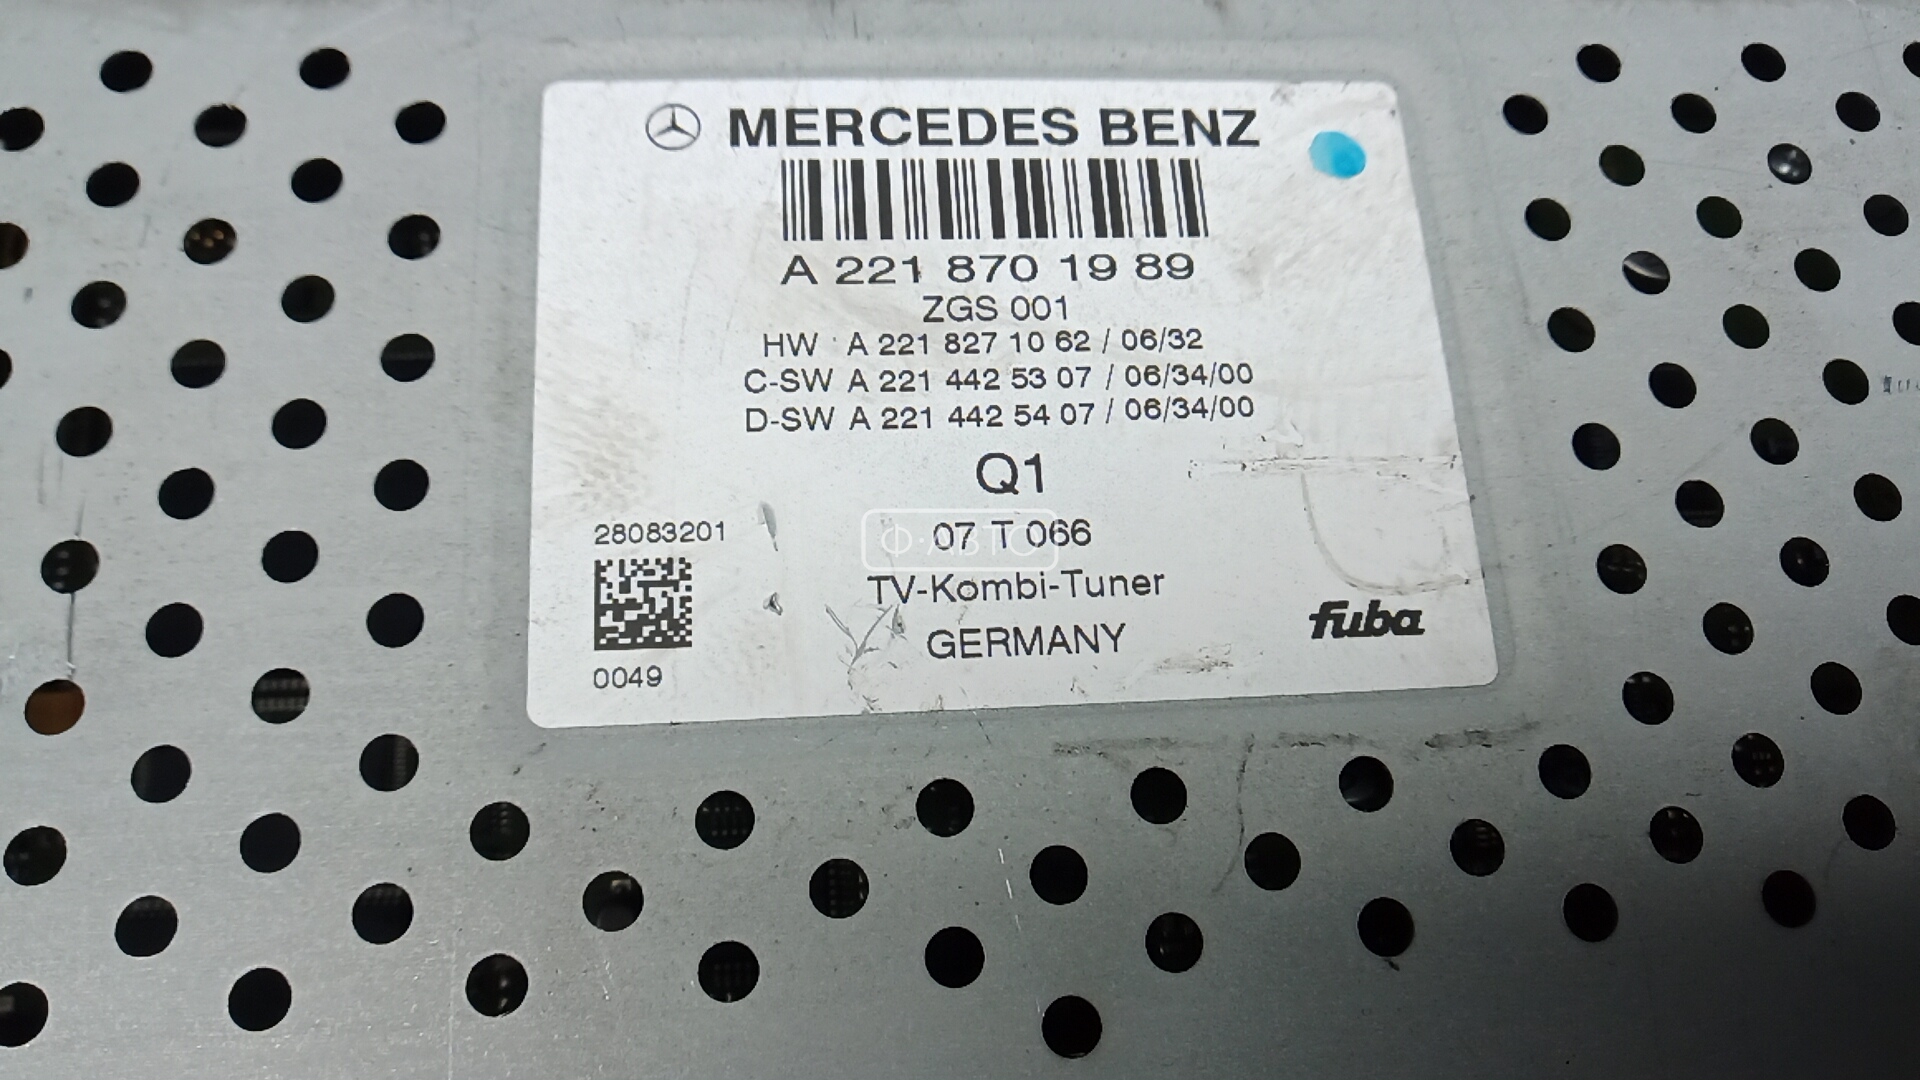 MERCEDES BENZ
A 221 870 19 89
ZGS 001
HW A 221 827 10 62 / 06/32
C-SW A 221 442 53 07 / 06/34/00
D-SW A 221 442 54 07 / 06/34/00
Q1
28083201
07 T 066
Ф·АВТО
TV-Kombi-Tuner
fuba
GERMANY
0049